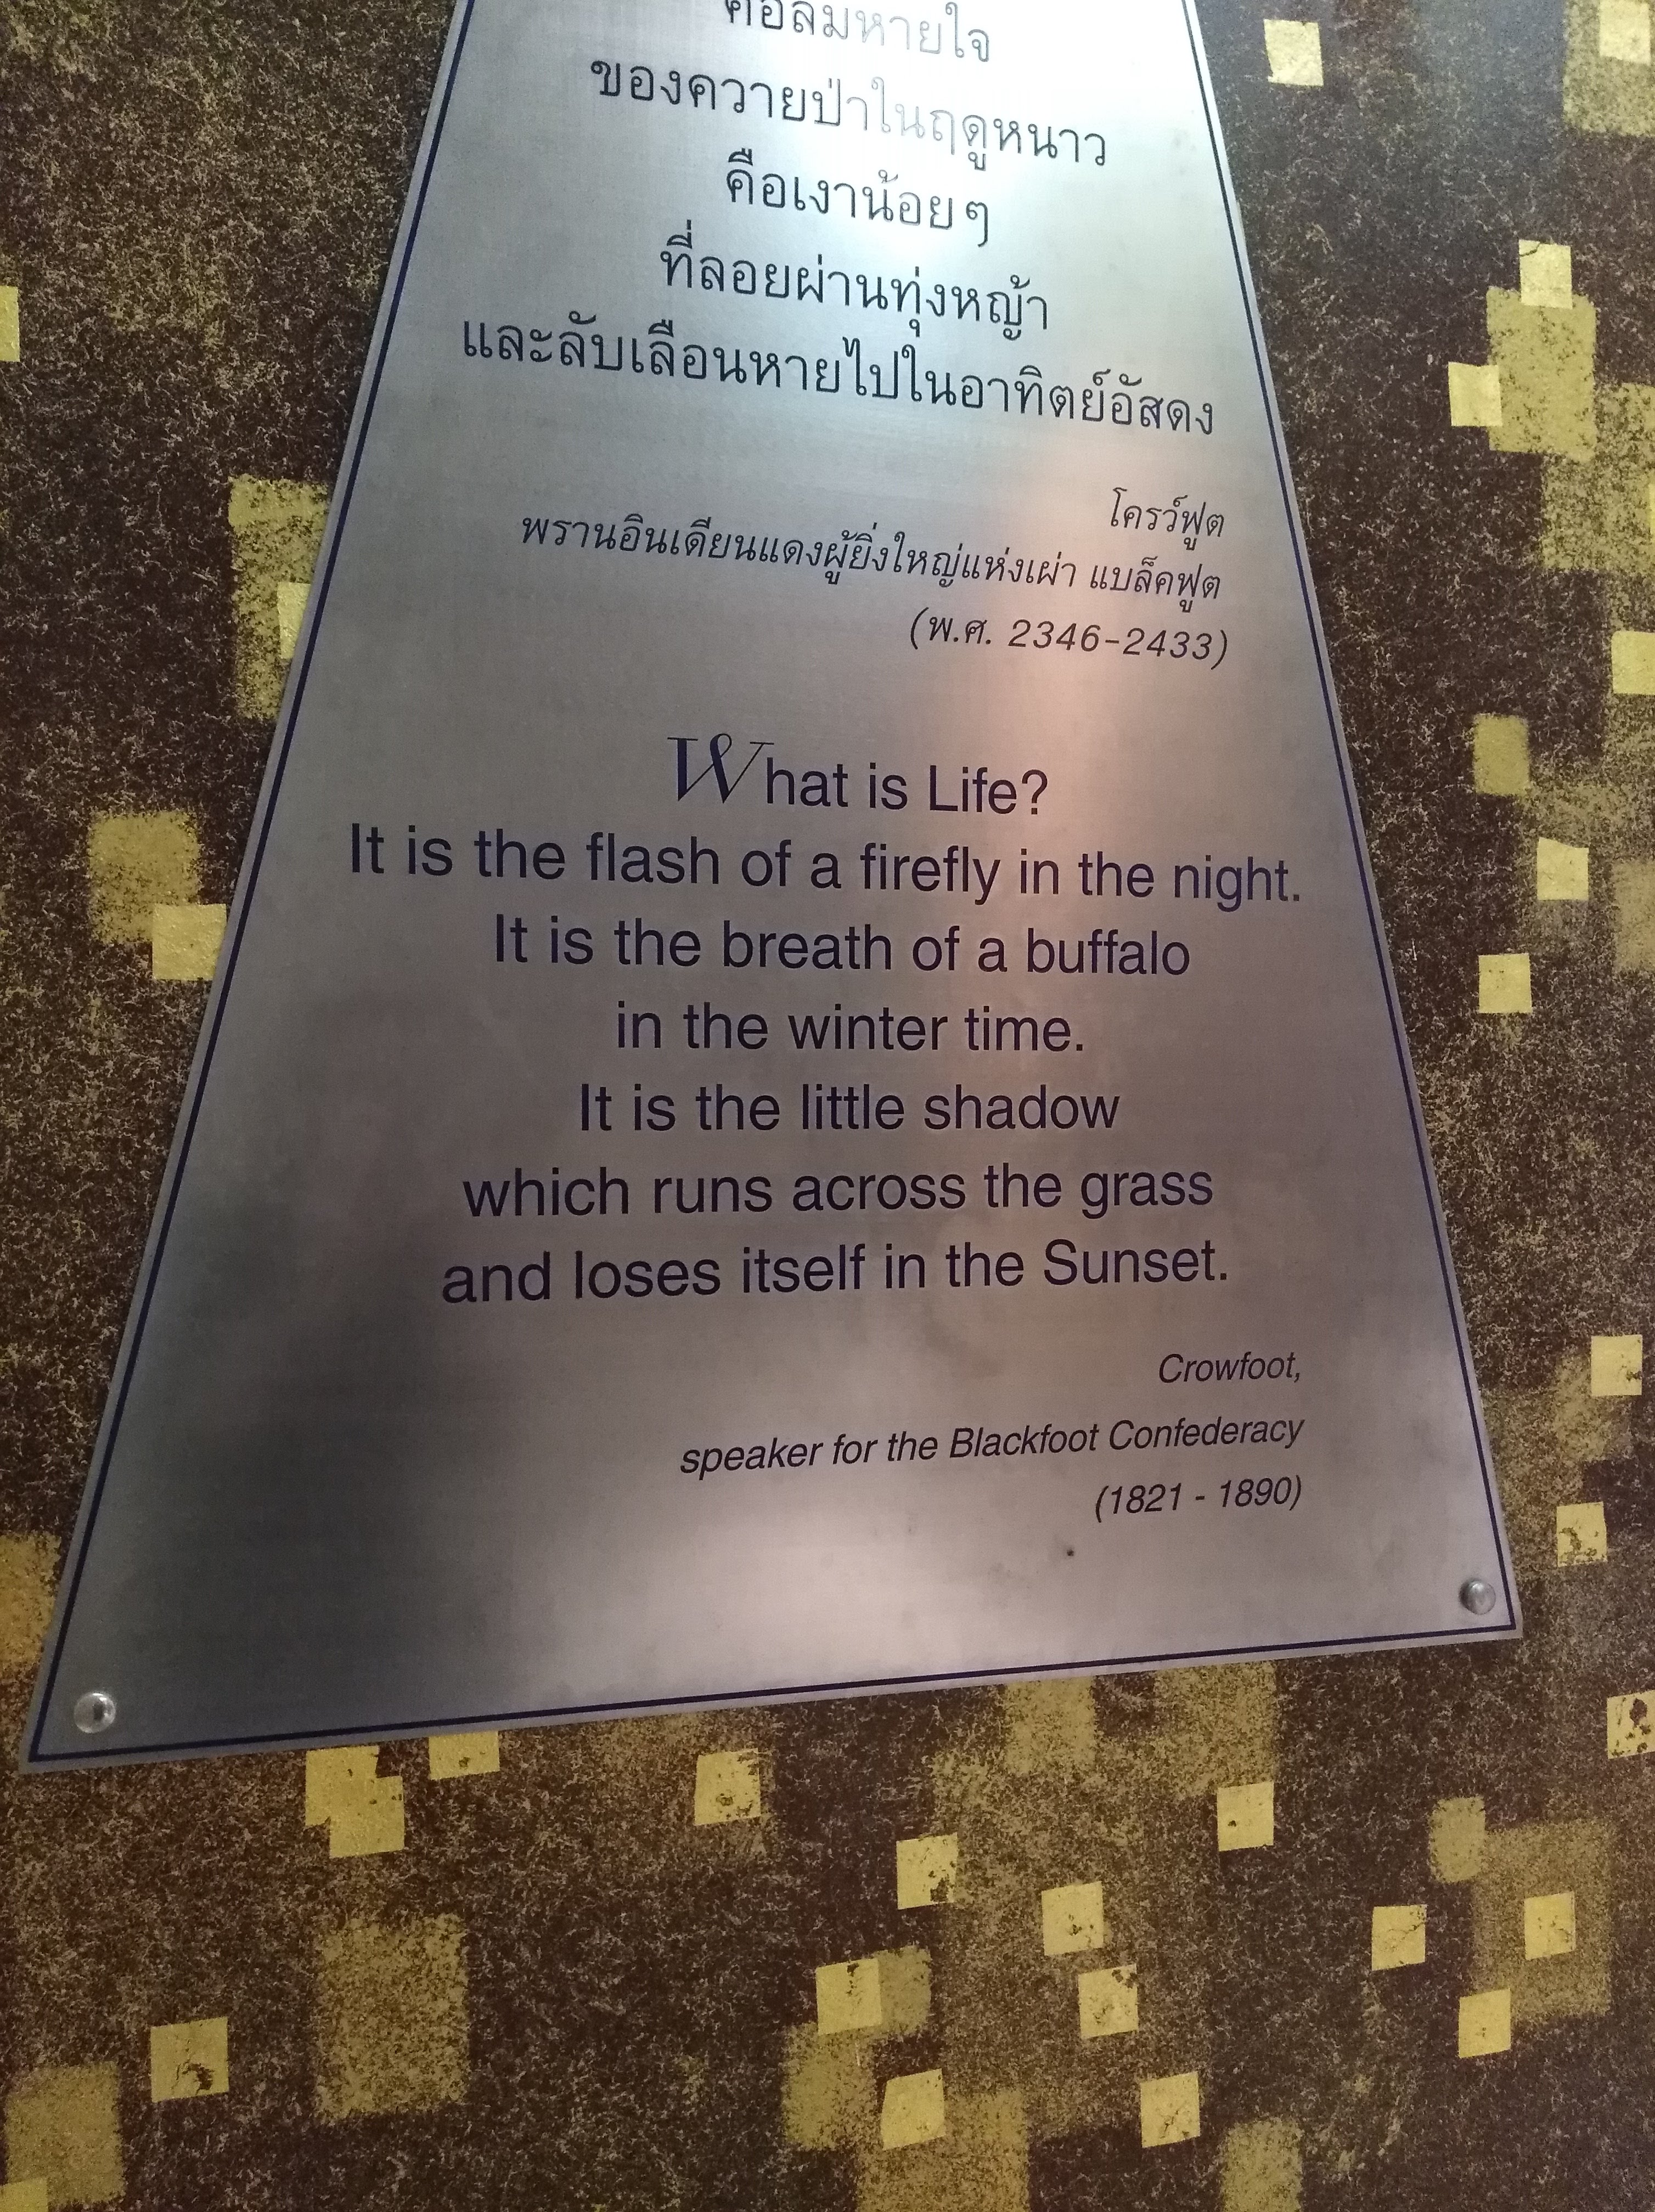 คือลมหายใจ
ของควายป่าในฤดูหนาว
คือเงาน้อยๆ
ที่ลอยผ่านทุ่งหญ้า
และลับเลือนหายไปในอาทิตย์อัสดง
โครว์ฟูต
พรานอินเดียนแดงผู้ยิ่งใหญ่แห่งเผ่า แบล็คฟูต
(พ.ศ. 2346-2433)
What is Life?
It is the flash of a firefly in the night.
It is the breath of a buffalo
in the winter time.
It is the little shadow
which runs across the grass
and loses itself in the Sunset.
Crowfoot,
speaker for the Blackfoot Confederacy
(1821 - 1890)